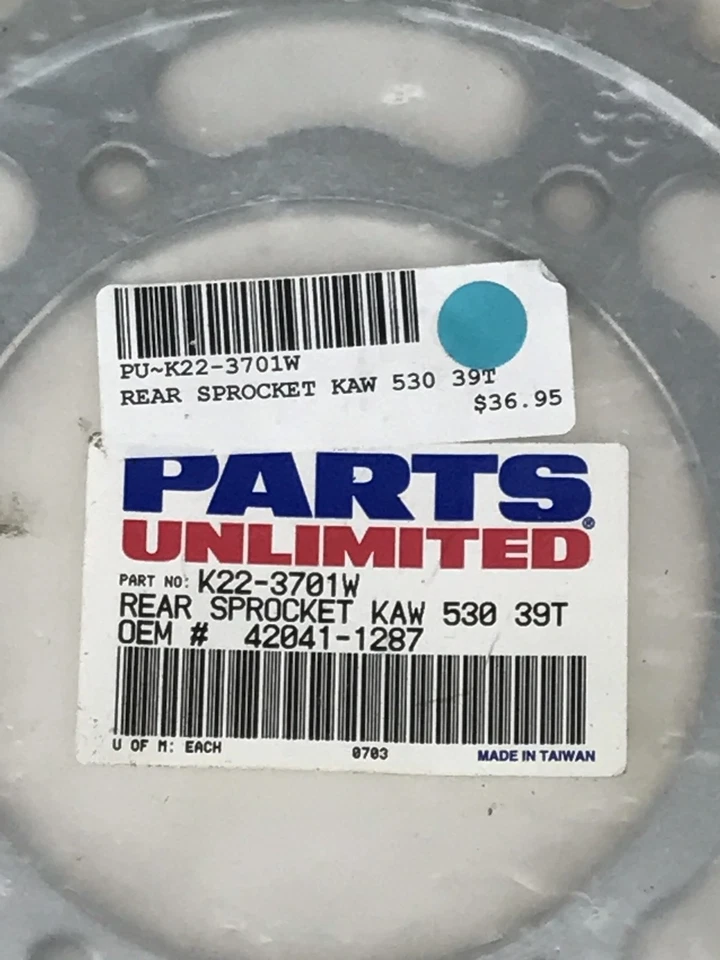 39
PU~K22-3701W
REAR SPROCKET KAW 530 39T
$36.95
PARTS
UNLIMITED®
PART NO: K22-3701W
REAR SPROCKET KAW 530 39T
OEM # 42041-1287
U OF M: EACH 0703 MADE IN TAIWAN